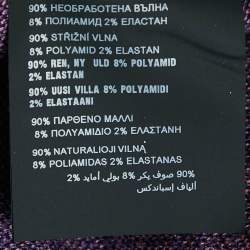 90% НЕОБРАБОТЕНА ВЪЛНА
8% ПОЛИАМИД 2% ЕЛАСТАН
90% STŘIŽNÍ VLNA
8% POLYAMID 2% ELASTAN
90% REN, NY ULD 8% POLYAMID
2% ELASTAN
90% UUSI VILLA 8% POLYAMIDI
2% ELASTAANI
90% ΠΑΡΘΕΝΟ ΜΑΛΛΙ
8% ΠΟΛΥΑΜΙΔΙΟ 2% ΕΛΑΣΤΑΝΗ
90% NATURALIOJI VILNA
8% POLIAMIDAS 2% ELASTANAS
90% صوف بكر 8% بولي أمايد 2%
ألياف إسباندكس